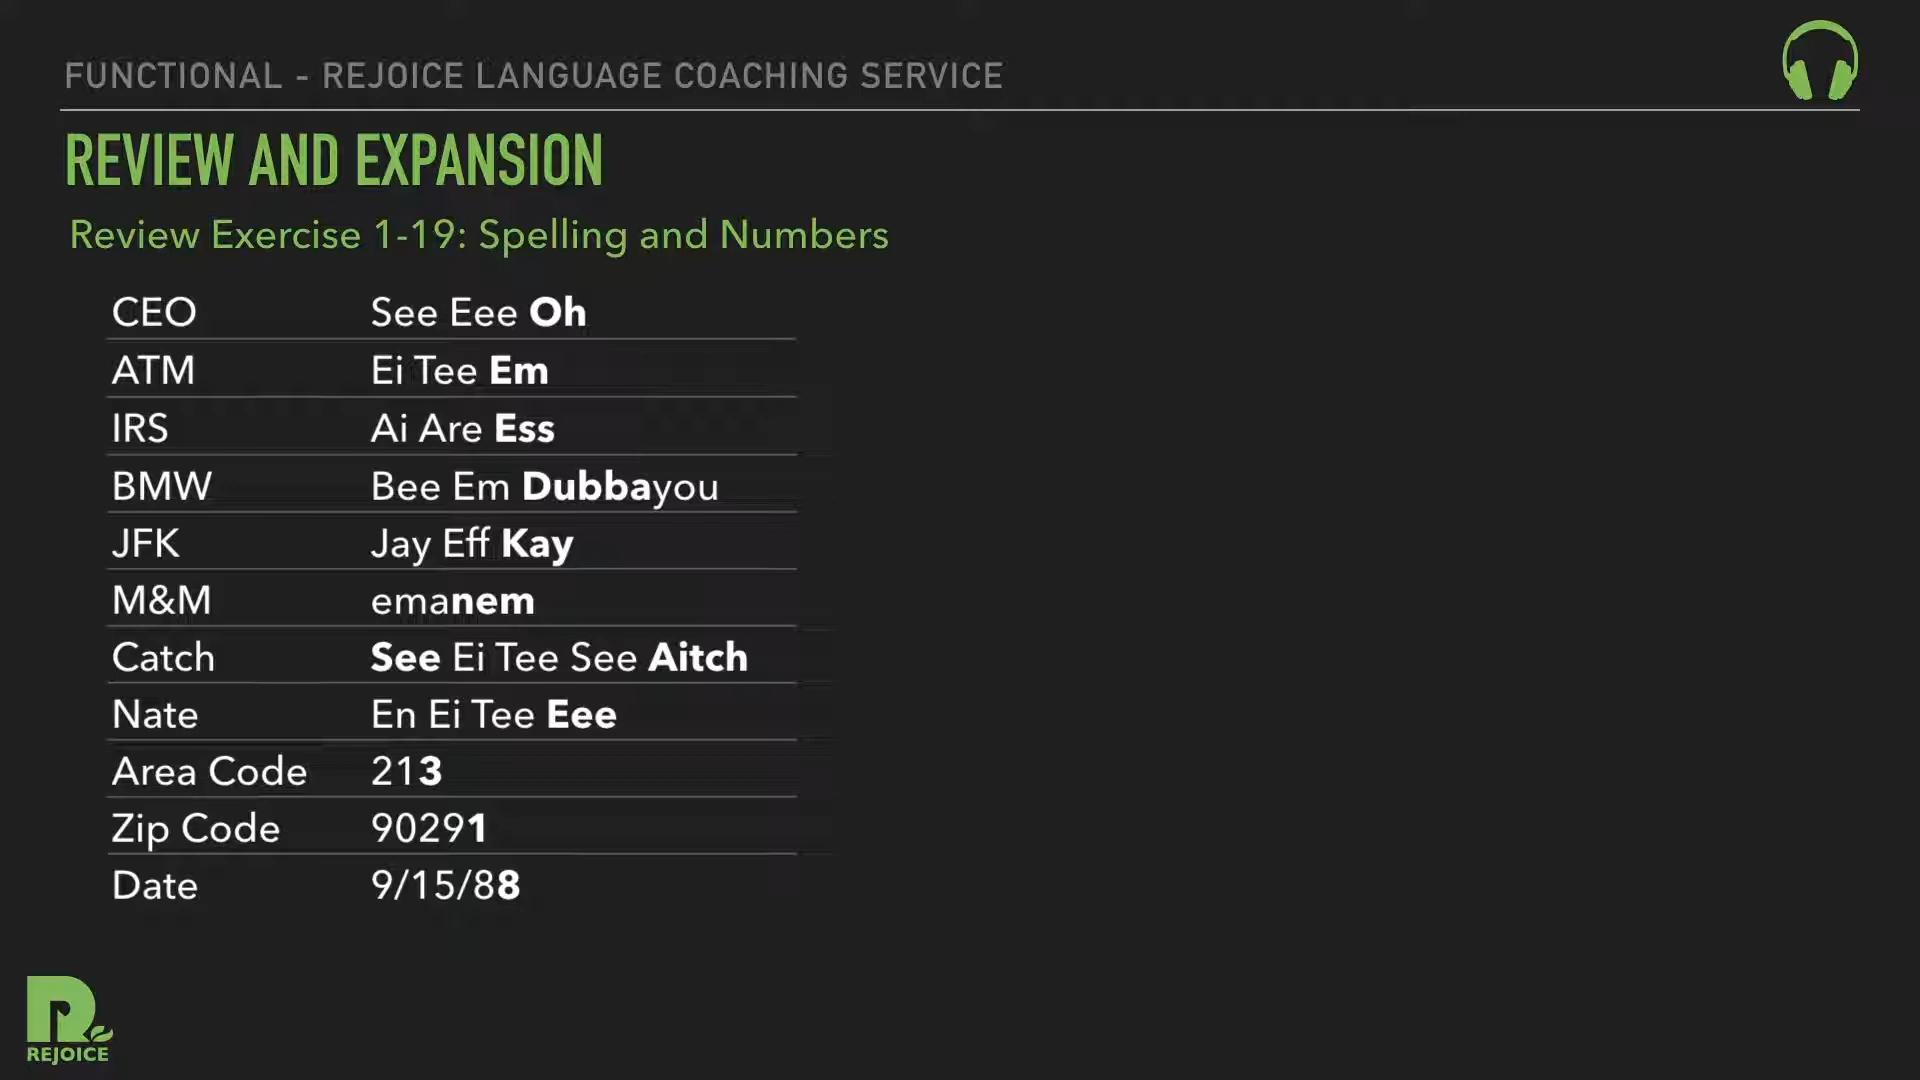 FUNCTIONAL - REJOICE LANGUAGE COACHING SERVICE
REVIEW AND EXPANSION
Review Exercise 1-19: Spelling and Numbers
CEO See Eee Oh
ATM Ei Tee Em
IRS Ai Are Ess
BMW Bee Em Dubbayou
JFK Jay Eff Kay
M&M emanem
Catch See Ei Tee See Aitch
Nate En Ei Tee Eee
Area Code 213
Zip Code 90291
Date 9/15/88
REJOICE